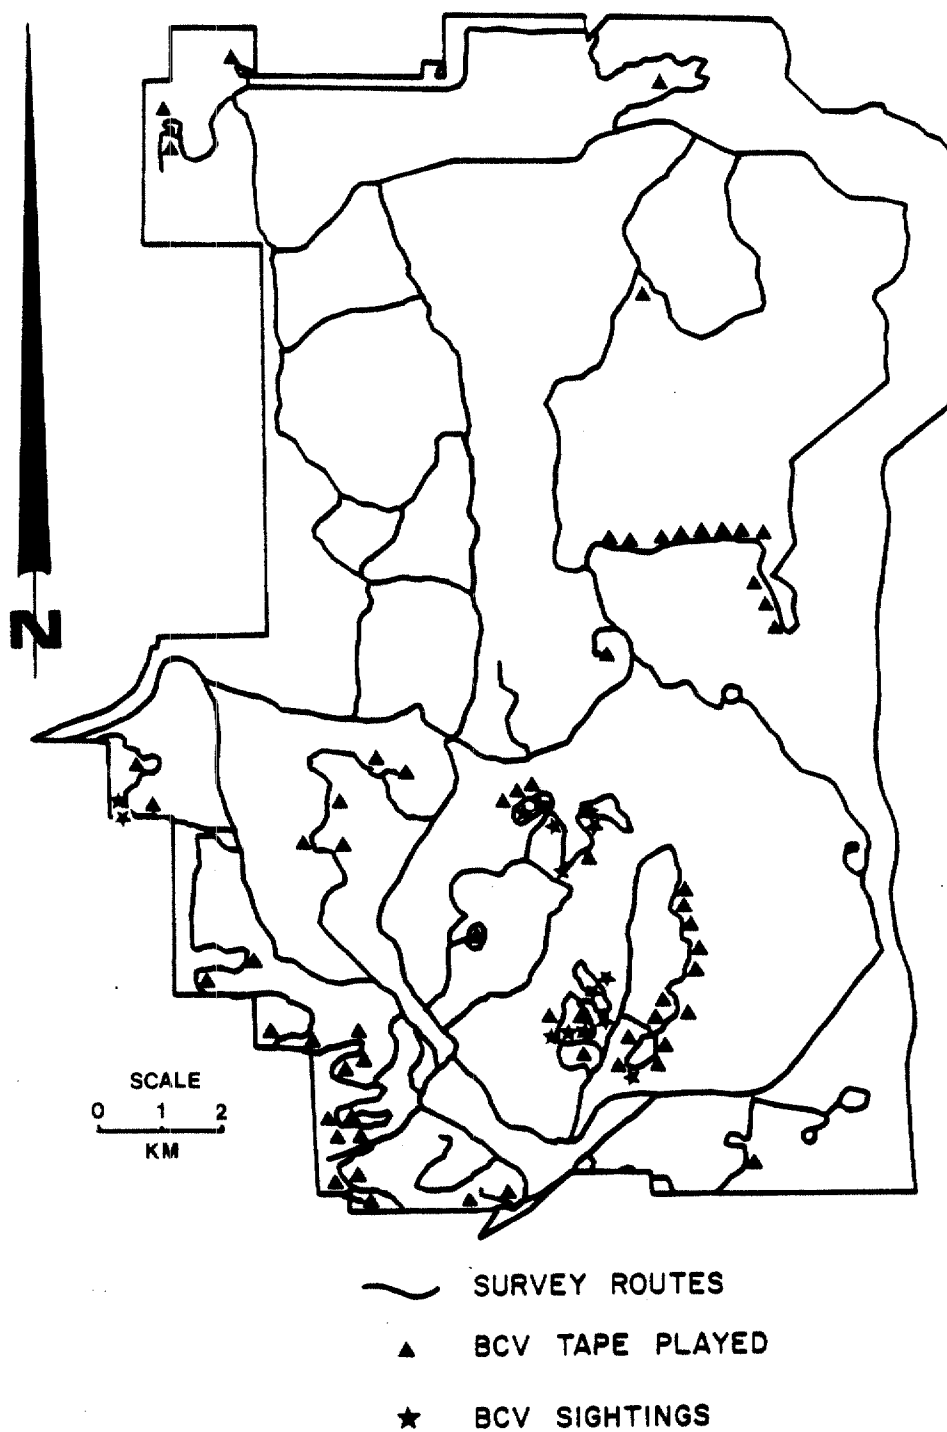 N
SCALE
0 1 2
KM
SURVEY ROUTES
BCV TAPE PLAYED
BCV SIGHTINGS